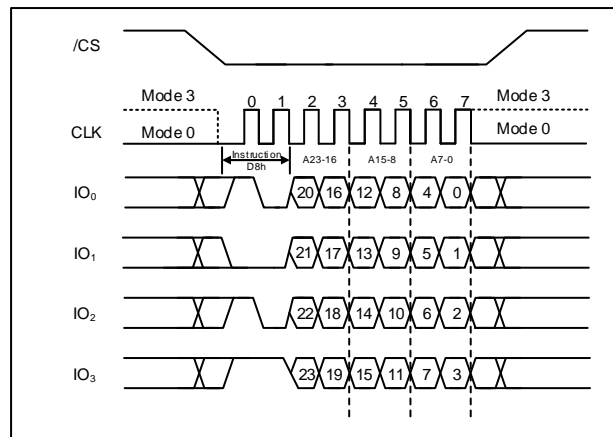 /CS
Mode 3 0 1 2 3 4 5 6 7 Mode 3
CLK Mode 0 Mode 0
Instruction A23-16 A15-8 A7-0
D8h
IO0 20 16 12 8 4 0
IO1 21 17 13 9 5 1
IO2 22 18 14 10 6 2
IO3 23 19 15 11 7 3